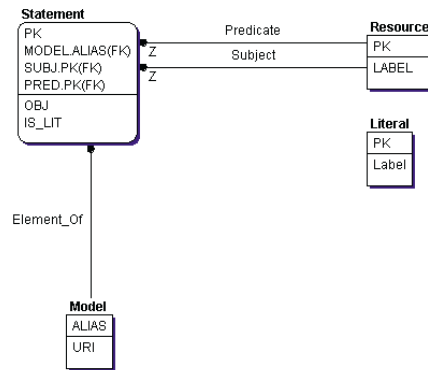 Statement
PK
MODEL.ALIAS(FK)
SUBJ.PK(FK)
PRED.PK(FK)
OBJ
IS_LIT
Predicate
Z
Subject
Z
Resource
PK
LABEL
Literal
PK
Label
Element_Of
Model
ALIAS
URI